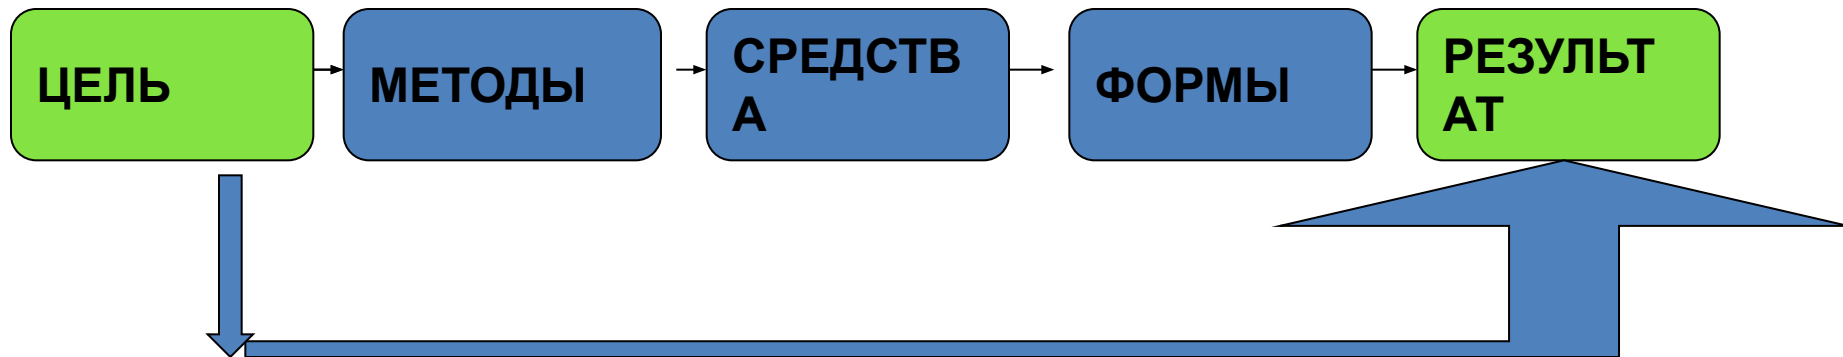 ЦЕЛЬ
МЕТОДЫ
СРЕДСТВ
А
ФОРМЫ
РЕЗУЛЬТ
АТ